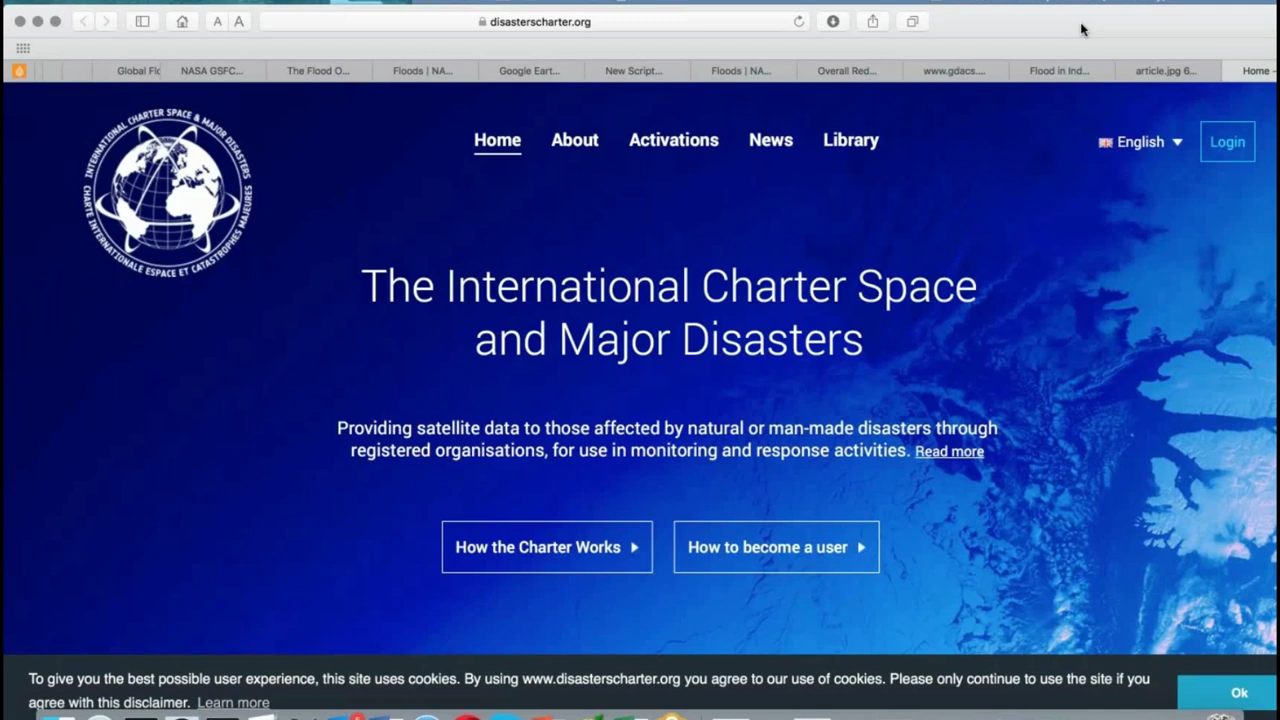 disasterscharter.org
A A
Global Flo
NASA GSFC...
The Flood O...
Floods | NA...
Google Eart...
New Script...
Floods | NA...
Overall Red...
www.gdacs....
Flood in Ind...
article.jpg 6...
Home -
INTERNATIONAL CHARTER SPACE & MAJOR DISASTERS
CHARTE INTERNATIONALE ESPACE ET CATASTROPHES MAJEURES
Home About Activations News Library
English
Login
The International Charter Space
and Major Disasters
Providing satellite data to those affected by natural or man-made disasters through
registered organisations, for use in monitoring and response activities. Read more
How the Charter Works
How to become a user
To give you the best possible user experience, this site uses cookies. By using www.disasterscharter.org you agree to our use of cookies. Please only continue to use the site if you
agree with this disclaimer. Learn more
Ok